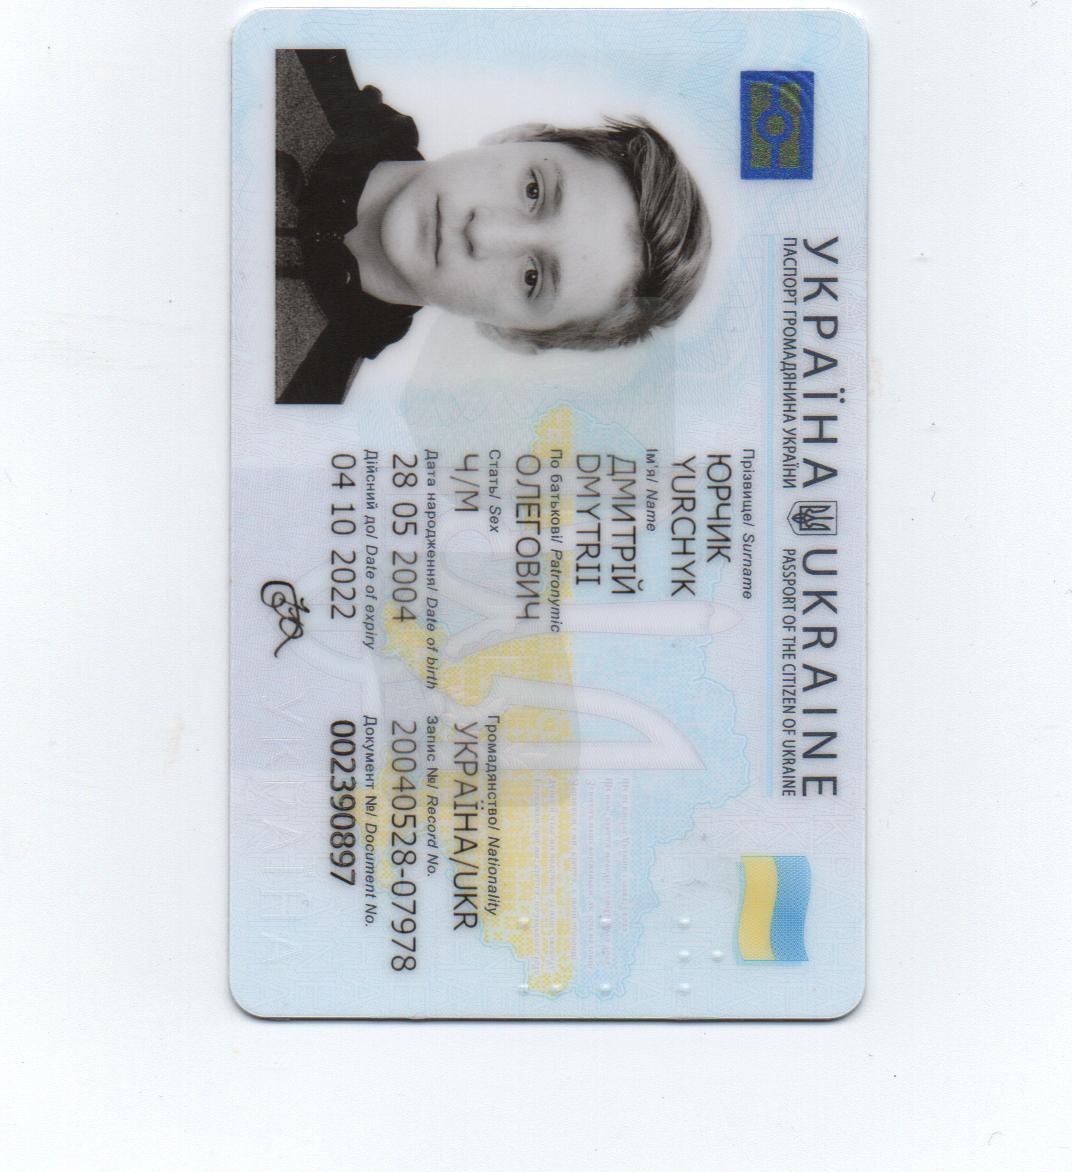 УКРАЇНА UKRAINE
ПАСПОРТ ГРОМАДЯНИНА УКРАЇНИ PASSPORT OF THE CITIZEN OF UKRAINE
Прізвище/ Surname
ЮРЧИК
YURCHYK
Ім'я/ Name
ДМИТРІЙ
DMYTRII
По батькові/ Patronymic
ОЛЕГОВИЧ
Стать/ Sex Громадянство/ Nationality
Ч/M УКРАЇНА/UKR
Дата народження/ Date of birth Запис №/ Record No.
28 05 2004 20040528-07978
Дійсний до/ Date of expiry Документ №/ Document No.
04 10 2022 002390897
УКРАЇНА